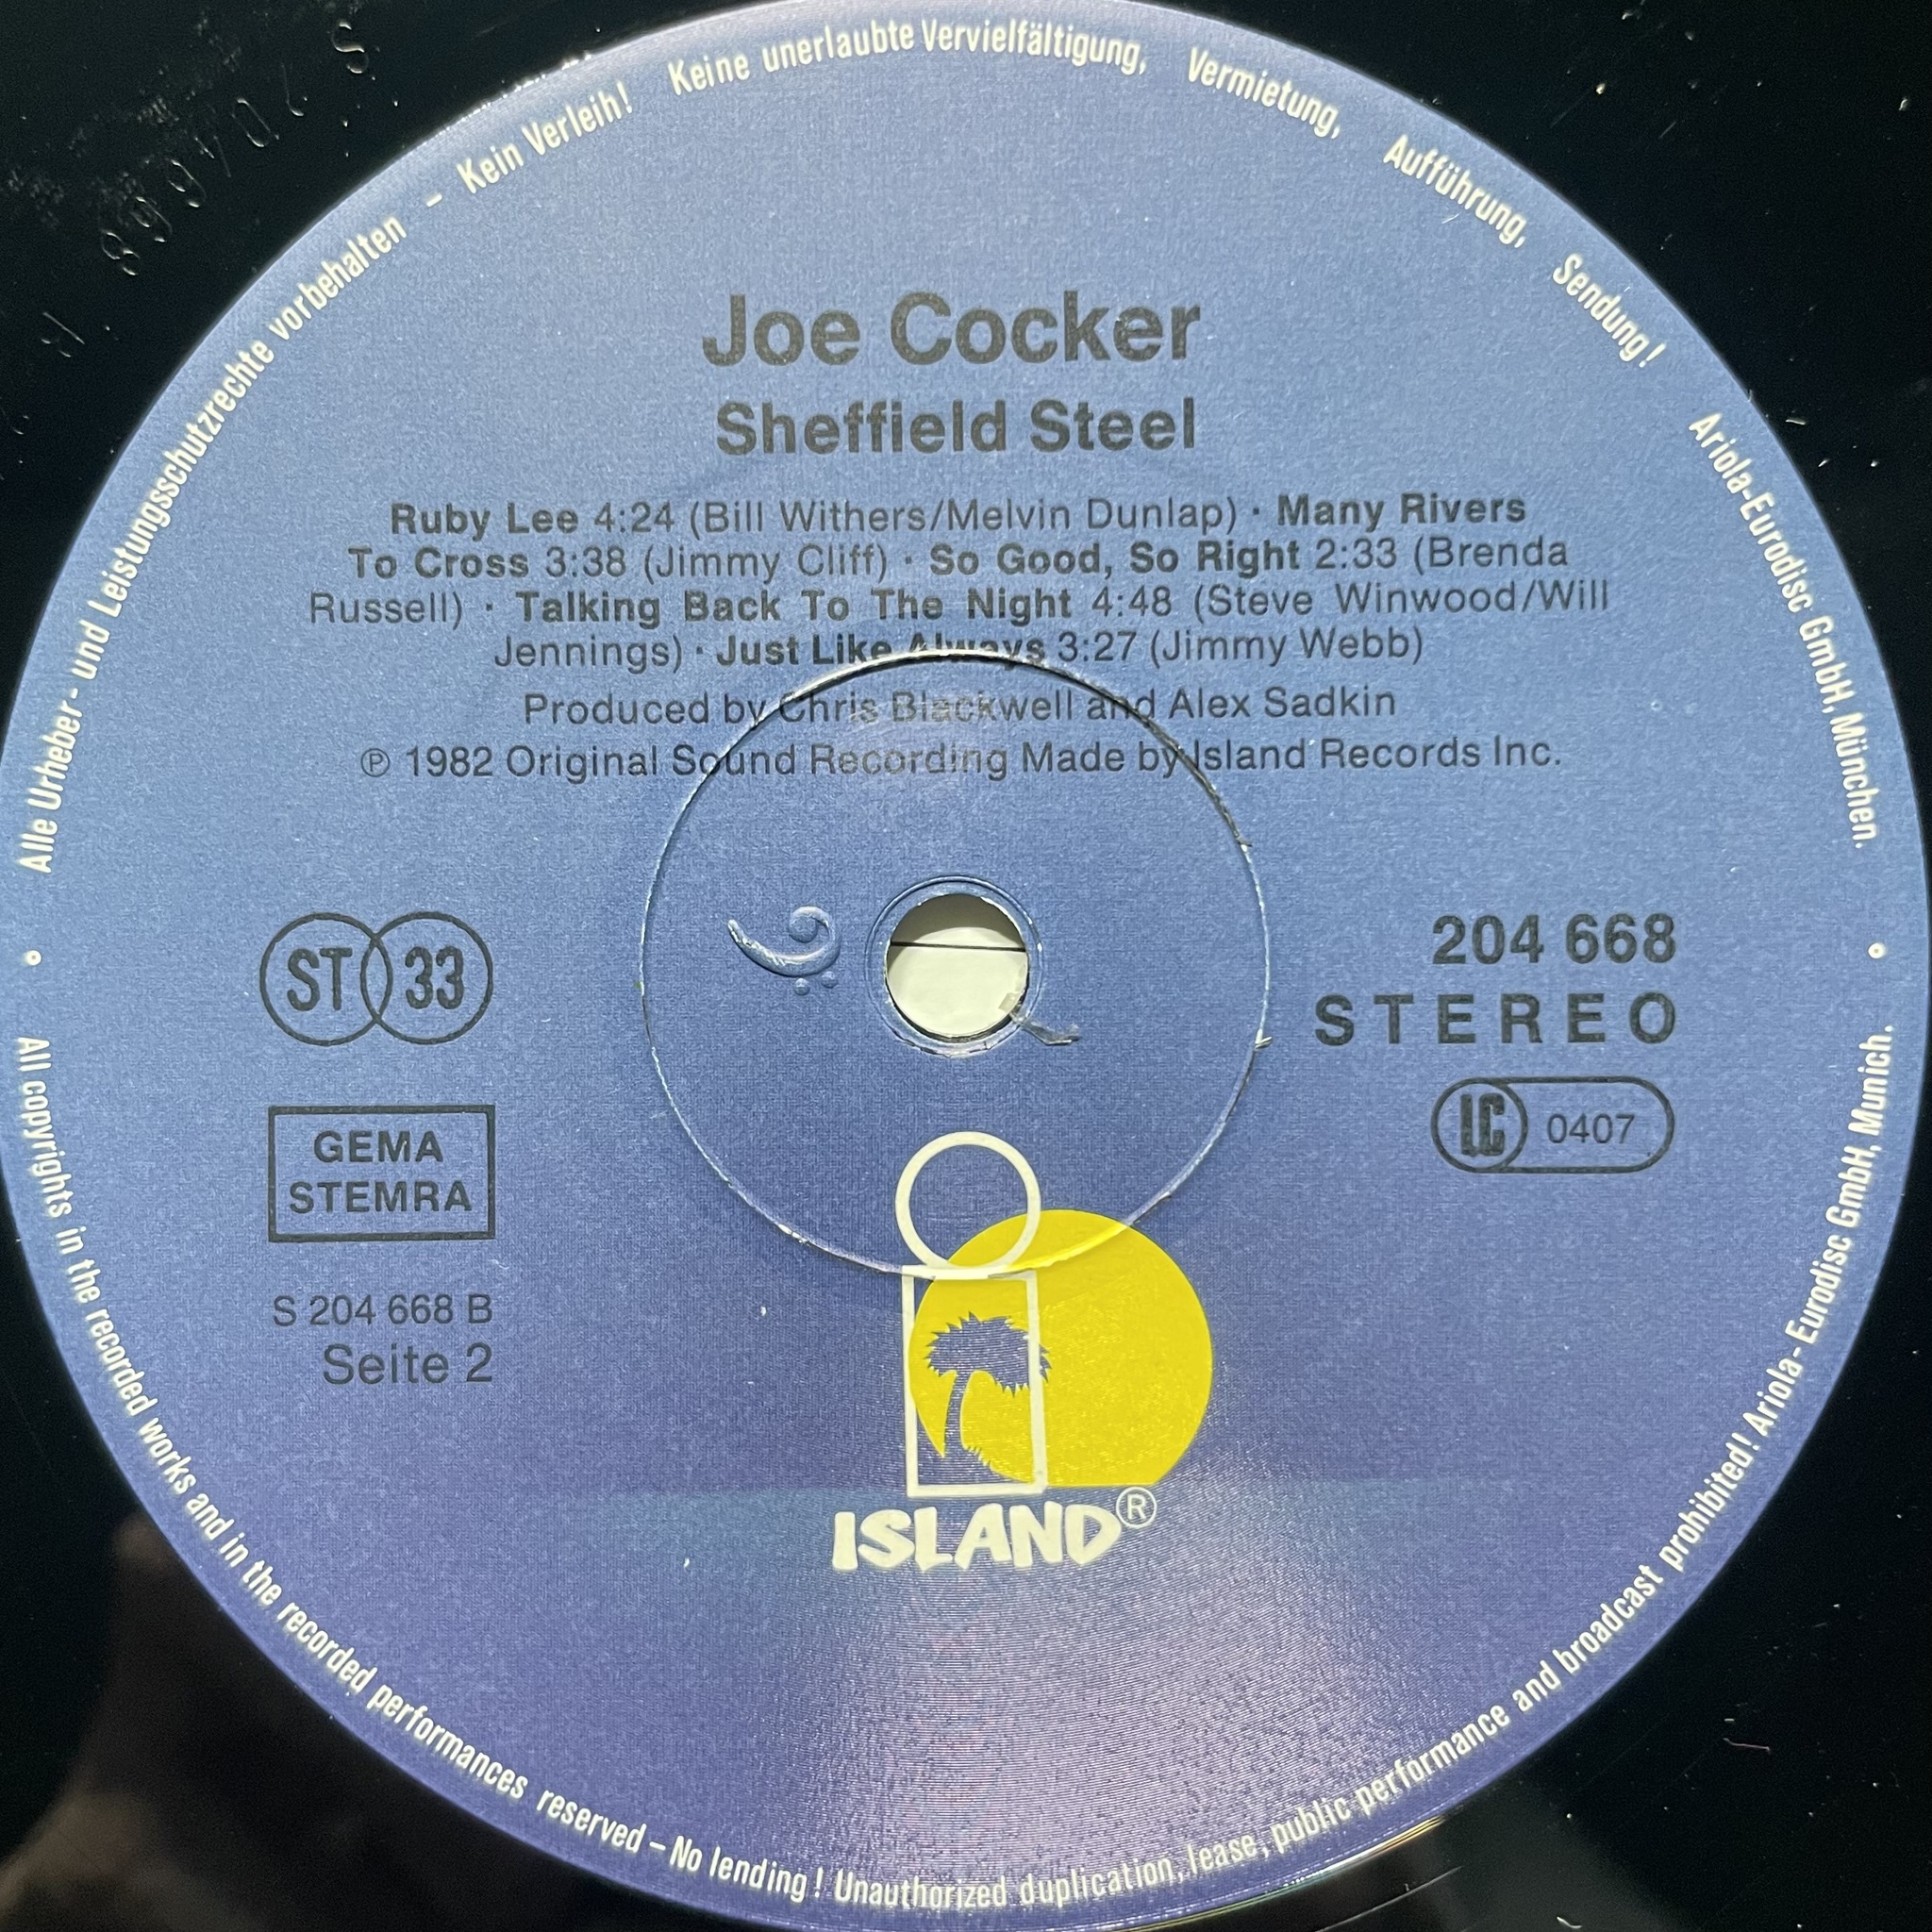 Alle Urheber- und Leistungsschutzrechte vorbehalten – Kein Verleih! Keine unerlaubte Vervielfältigung, Vermietung, Aufführung, Sendung! Ariola-Eurodisc GmbH, München.
Joe Cocker
Sheffield Steel
Ruby Lee 4:24 (Bill Withers/Melvin Dunlap) · Many Rivers
To Cross 3:38 (Jimmy Cliff) · So Good, So Right 2:33 (Brenda
Russell) · Talking Back To The Night 4:48 (Steve Winwood/Will
Jennings) · Just Like Always 3:27 (Jimmy Webb)
Produced by Chris Blackwell and Alex Sadkin
℗ 1982 Original Sound Recording Made by Island Records Inc.
ST 33
204 668
STEREO
LC 0407
GEMA
STEMRA
S 204 668 B
Seite 2
ISLAND®
All copyrights in the recorded works and in the recorded performances reserved – No lending! Unauthorized duplication, lease, public performance and broadcast prohibited! Ariola-Eurodisc GmbH, Munich.